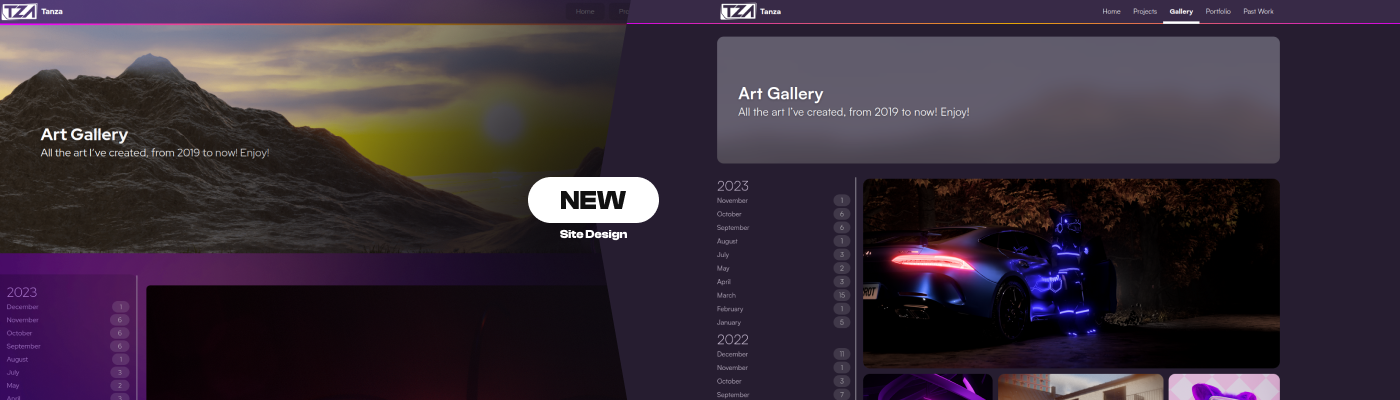 TZA Tanza
Home
Art Gallery
All the art I've created, from 2019 to now! Enjoy!
2023
December 1
November 6
October 6
September 6
August 1
July 3
May 2
April 3
NEW
Site Design
TZA Tanza
Home Projects Gallery Portfolio Past Work
Art Gallery
All the art I've created, from 2019 to now! Enjoy!
2023
November 1
October 6
September 6
August 1
July 3
May 2
April 3
March 15
February 1
January 5
2022
December 11
November 1
October 3
September 7